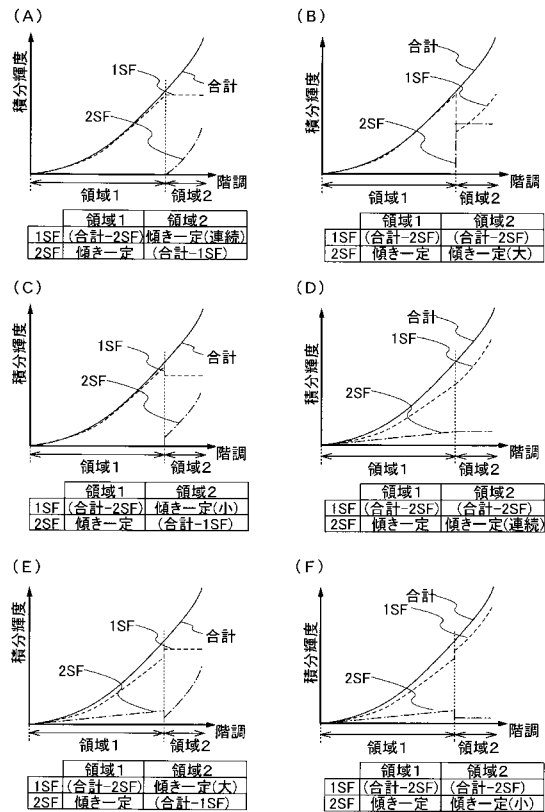 (A)
積分輝度
1SF
合計
2SF
階調
領域1 領域2
領域1 領域2
1SF (合計-2SF) 傾き一定(連続)
2SF 傾き一定 (合計-1SF)
(B)
積分輝度
合計
1SF
2SF
階調
領域1 領域2
領域1 領域2
1SF (合計-2SF) (合計-2SF)
2SF 傾き一定 傾き一定(大)
(C)
積分輝度
1SF
合計
2SF
階調
領域1 領域2
領域1 領域2
1SF (合計-2SF) 傾き一定(小)
2SF 傾き一定 (合計-1SF)
(D)
積分輝度
合計
1SF
2SF
階調
領域1 領域2
領域1 領域2
1SF (合計-2SF) (合計-2SF)
2SF 傾き一定 傾き一定(連続)
(E)
積分輝度
1SF
合計
2SF
階調
領域1 領域2
領域1 領域2
1SF (合計-2SF) 傾き一定(大)
2SF 傾き一定 (合計-1SF)
(F)
積分輝度
合計
1SF
2SF
階調
領域1 領域2
領域1 領域2
1SF (合計-2SF) (合計-2SF)
2SF 傾き一定 傾き一定(小)